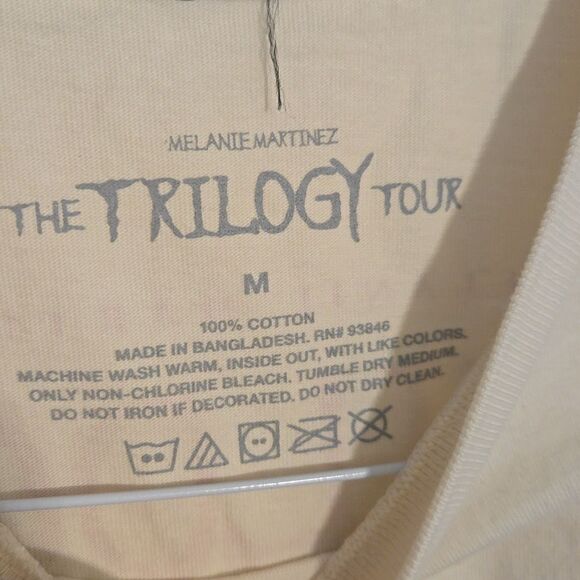 MELANIE MARTINEZ
THE TRILOGY TOUR
M
100% COTTON
MADE IN BANGLADESH. RN# 93846
MACHINE WASH WARM, INSIDE OUT, WITH LIKE COLORS.
ONLY NON-CHLORINE BLEACH. TUMBLE DRY MEDIUM.
DO NOT IRON IF DECORATED. DO NOT DRY CLEAN.